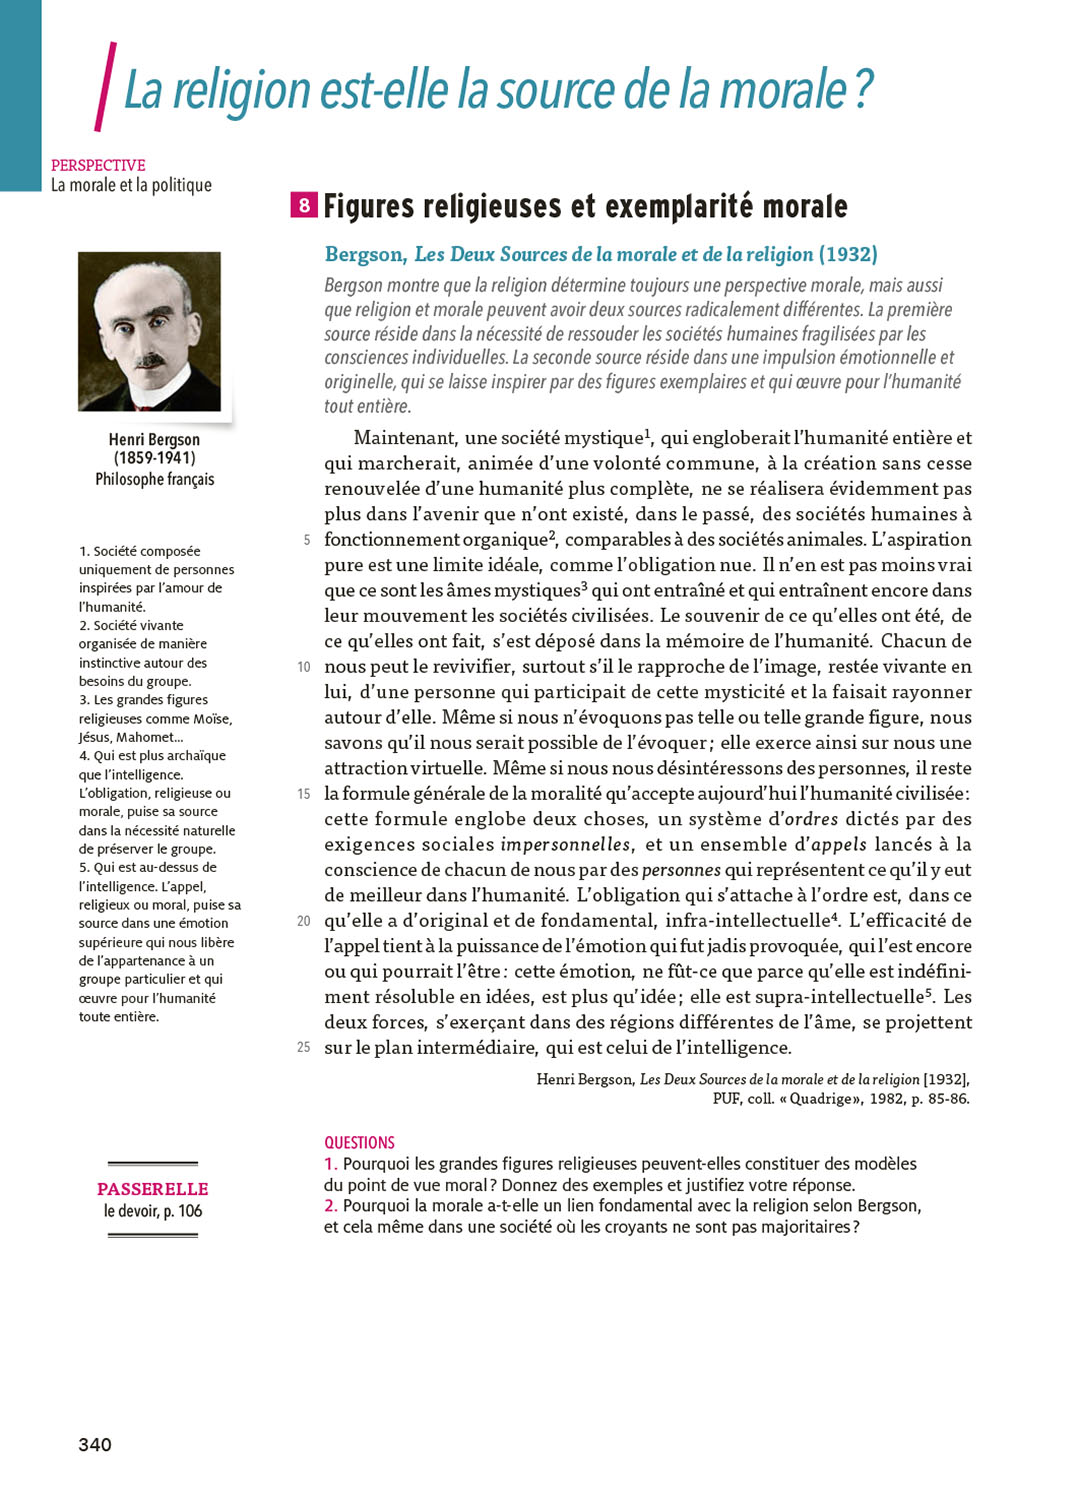 La religion est-elle la source de la morale ?
PERSPECTIVE
La morale et la politique
8 Figures religieuses et exemplarité morale
Bergson, Les Deux Sources de la morale et de la religion (1932)
Bergson montre que la religion détermine toujours une perspective morale, mais aussi
que religion et morale peuvent avoir deux sources radicalement différentes. La première
source réside dans la nécessité de ressouder les sociétés humaines fragilisées par les
consciences individuelles. La seconde source réside dans une impulsion émotionnelle et
originelle, qui se laisse inspirer par des figures exemplaires et qui œuvre pour l'humanité
tout entière.
Henri Bergson
(1859-1941)
Philosophe français
Maintenant, une société mystique¹, qui engloberait l'humanité entière et
qui marcherait, animée d'une volonté commune, à la création sans cesse
renouvelée d'une humanité plus complète, ne se réalisera évidemment pas
plus dans l'avenir que n'ont existé, dans le passé, des sociétés humaines à
5 fonctionnement organique², comparables à des sociétés animales. L'aspiration
pure est une limite idéale, comme l'obligation nue. Il n'en est pas moins vrai
que ce sont les âmes mystiques³ qui ont entraîné et qui entraînent encore dans
leur mouvement les sociétés civilisées. Le souvenir de ce qu'elles ont été, de
ce qu'elles ont fait, s'est déposé dans la mémoire de l'humanité. Chacun de
10 nous peut le revivifier, surtout s'il le rapproche de l'image, restée vivante en
lui, d'une personne qui participait de cette mysticité et la faisait rayonner
autour d'elle. Même si nous n'évoquons pas telle ou telle grande figure, nous
savons qu'il nous serait possible de l'évoquer ; elle exerce ainsi sur nous une
attraction virtuelle. Même si nous nous désintéressons des personnes, il reste
15 la formule générale de la moralité qu'accepte aujourd'hui l'humanité civilisée :
cette formule englobe deux choses, un système d'ordres dictés par des
exigences sociales impersonnelles, et un ensemble d'appels lancés à la
conscience de chacun de nous par des personnes qui représentent ce qu'il y eut
de meilleur dans l'humanité. L'obligation qui s'attache à l'ordre est, dans ce
20 qu'elle a d'original et de fondamental, infra-intellectuelle⁴. L'efficacité de
l'appel tient à la puissance de l'émotion qui fut jadis provoquée, qui l'est encore
ou qui pourrait l'être : cette émotion, ne fût-ce que parce qu'elle est indéfini-
ment résoluble en idées, est plus qu'idée ; elle est supra-intellectuelle⁵. Les
deux forces, s'exerçant dans des régions différentes de l'âme, se projettent
25 sur le plan intermédiaire, qui est celui de l'intelligence.
Henri Bergson, Les Deux Sources de la morale et de la religion [1932],
PUF, coll. « Quadrige », 1982, p. 85-86.
1. Société composée
uniquement de personnes
inspirées par l'amour de
l'humanité.
2. Société vivante
organisée de manière
instinctive autour des
besoins du groupe.
3. Les grandes figures
religieuses comme Moïse,
Jésus, Mahomet...
4. Qui est plus archaïque
que l'intelligence.
L'obligation, religieuse ou
morale, puise sa source
dans la nécessité naturelle
de préserver le groupe.
5. Qui est au-dessus de
l'intelligence. L'appel,
religieux ou moral, puise sa
source dans une émotion
supérieure qui nous libère
de l'appartenance à un
groupe particulier et qui
œuvre pour l'humanité
toute entière.
QUESTIONS
1. Pourquoi les grandes figures religieuses peuvent-elles constituer des modèles
du point de vue moral ? Donnez des exemples et justifiez votre réponse.
2. Pourquoi la morale a-t-elle un lien fondamental avec la religion selon Bergson,
et cela même dans une société où les croyants ne sont pas majoritaires ?
PASSERELLE
le devoir, p. 106
340